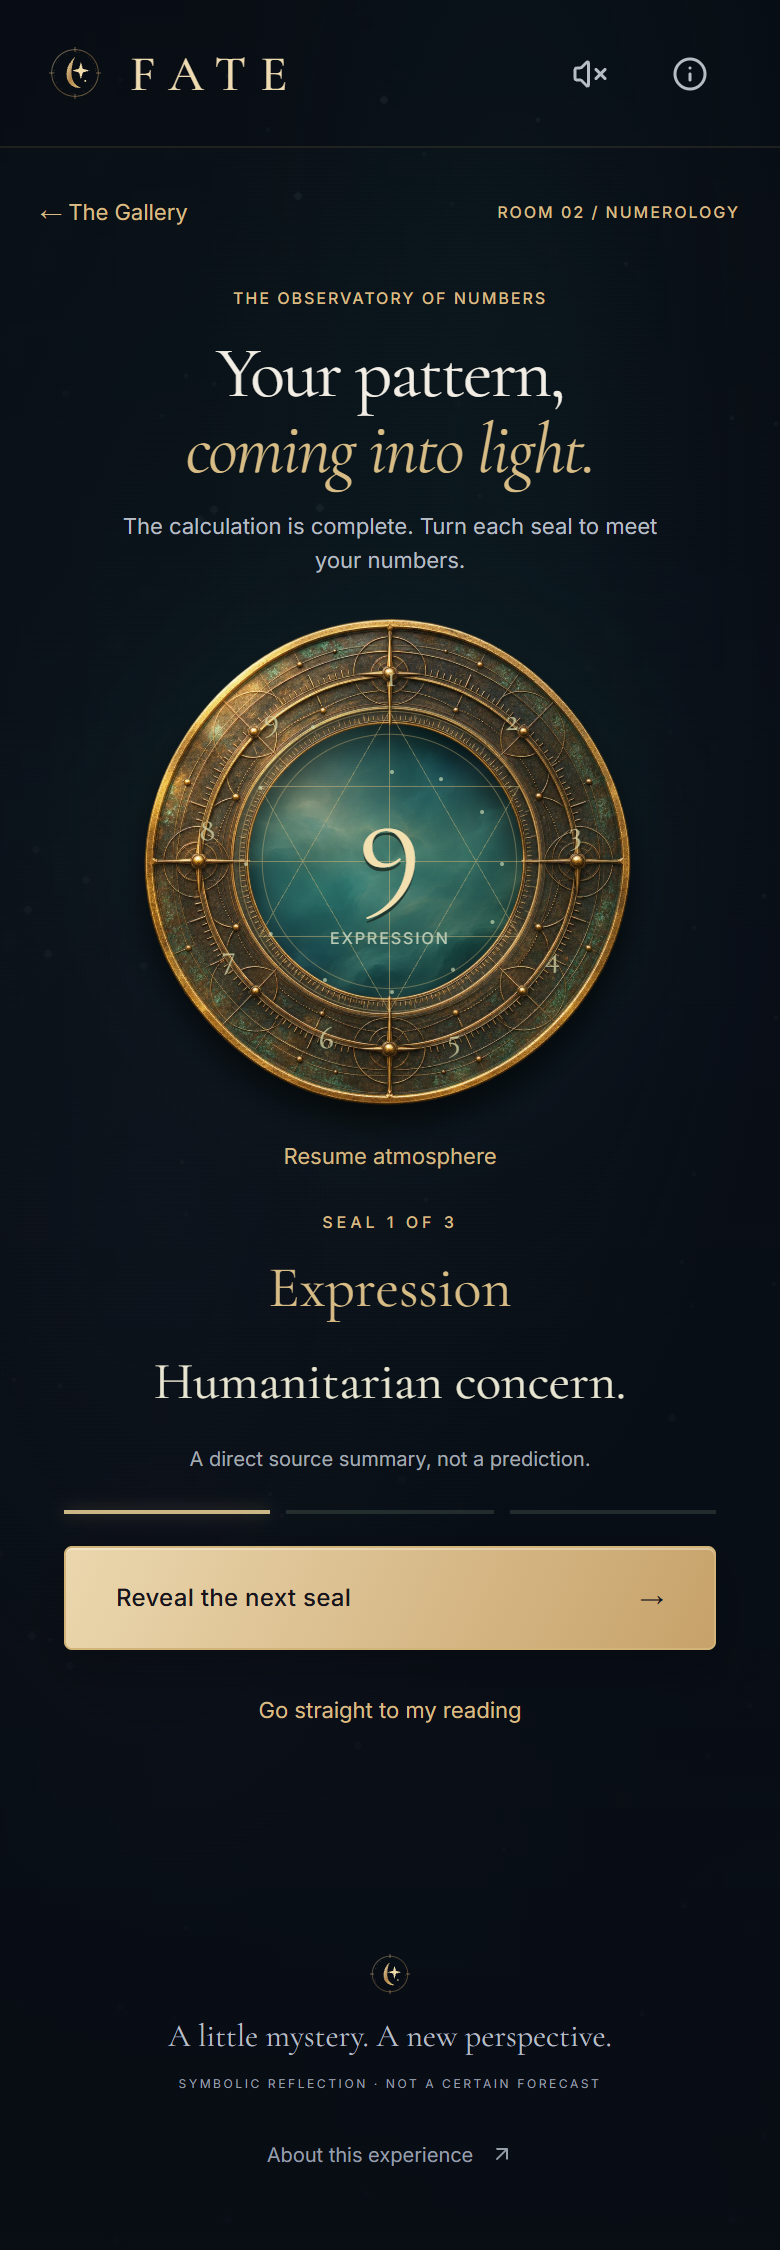 FATE
← The Gallery
ROOM 02 / NUMEROLOGY
THE OBSERVATORY OF NUMBERS
Your pattern,
coming into light.
The calculation is complete. Turn each seal to meet
your numbers.
1
9
2
8
3
9
EXPRESSION
7
4
6
5
Resume atmosphere
SEAL 1 OF 3
Expression
Humanitarian concern.
A direct source summary, not a prediction.
Reveal the next seal →
Go straight to my reading
A little mystery. A new perspective.
SYMBOLIC REFLECTION · NOT A CERTAIN FORECAST
About this experience ↗